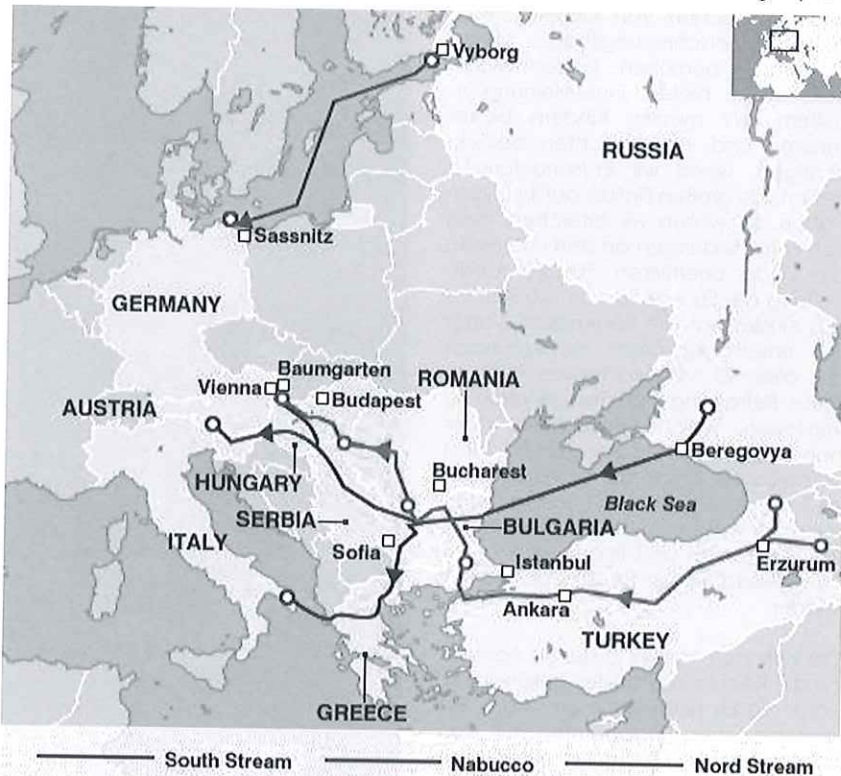 Vyborg
RUSSIA
Sassnitz
GERMANY
Baumgarten
Vienna
Budapest
ROMANIA
AUSTRIA
Beregovya
Bucharest
HUNGARY
Black Sea
SERBIA
BULGARIA
ITALY
Sofia
Istanbul
Erzurum
Ankara
TURKEY
GREECE
South Stream Nabucco Nord Stream